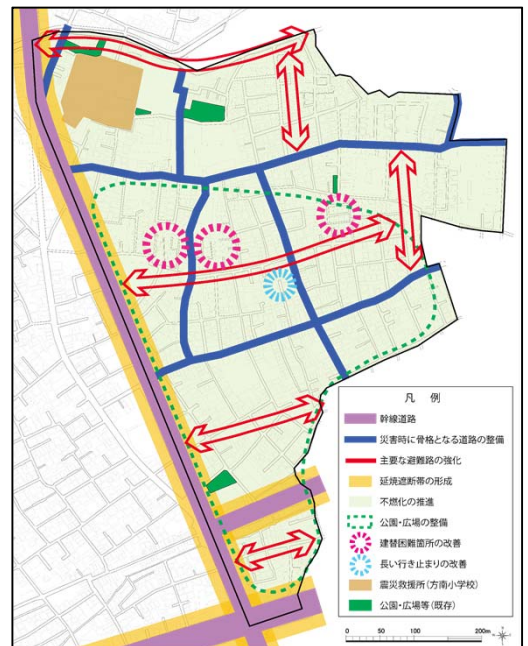 凡 例
幹線道路
災害時に骨格となる道路の整備
主要な避難路の強化
延焼遮断帯の形成
不燃化の推進
公園・広場の整備
建替困難箇所の改善
長い行き止まりの改善
震災救援所(方南小学校)
公園・広場等(既存)
0 50 100 200m